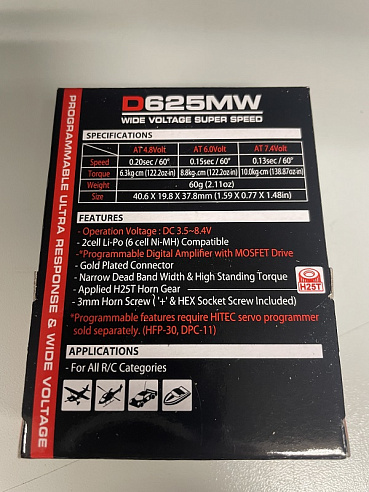 PROGRAMMABLE ULTRA RESPONSE & WIDE VOLTAGE
D625MW
WIDE VOLTAGE SUPER SPEED
SPECIFICATIONS
AT 4.8Volt AT 6.0Volt AT 7.4Volt
Speed 0.20sec / 60° 0.15sec / 60° 0.13sec / 60°
Torque 6.3kg·cm (122.2oz·in) 8.8kg·cm (122.2oz·in) 10.0kg·cm (138.87oz·in)
Weight 60g (2.11oz)
Size 40.6 X 19.8 X 37.8mm (1.59 X 0.77 X 1.48in)
FEATURES
- Operation Voltage : DC 3.5~8.4V
- 2cell Li-Po (6 cell Ni-MH) Compatible
- *Programmable Digital Amplifier with MOSFET Drive
- Gold Plated Connector
- Narrow Dead Band Width & High Standing Torque
- Applied H25T Horn Gear
- 3mm Horn Screw ( '+' & HEX Socket Screw Included)
H25T
*Programmable features require HITEC servo programmer
sold separately. (HFP-30, DPC-11)
APPLICATIONS
- For All R/C Categories